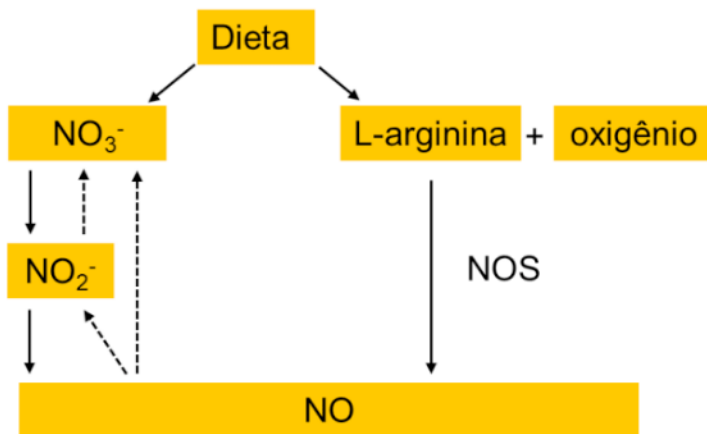 Dieta
NO₃⁻
L-arginina + oxigênio
NO₂⁻
NOS
NO